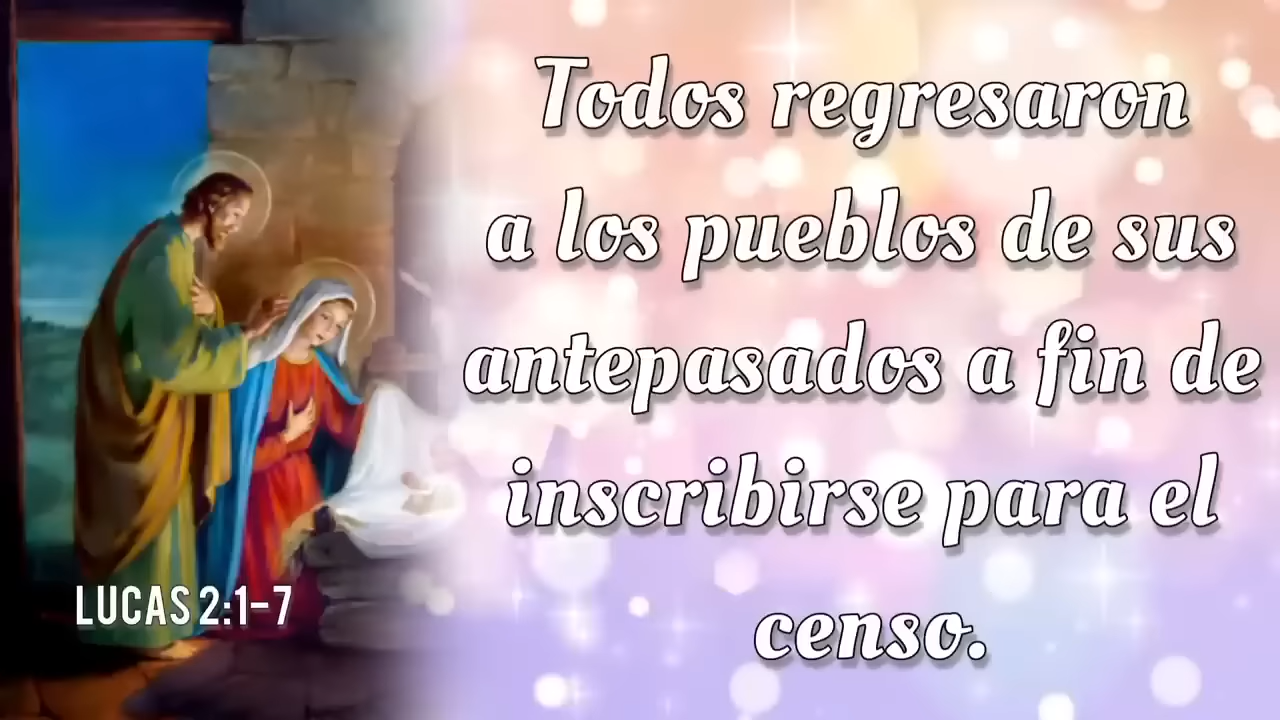 Todos regresaron
a los pueblos de sus
antepasados a fin de
inscribirse para el
censo.
LUCAS 2:1-7